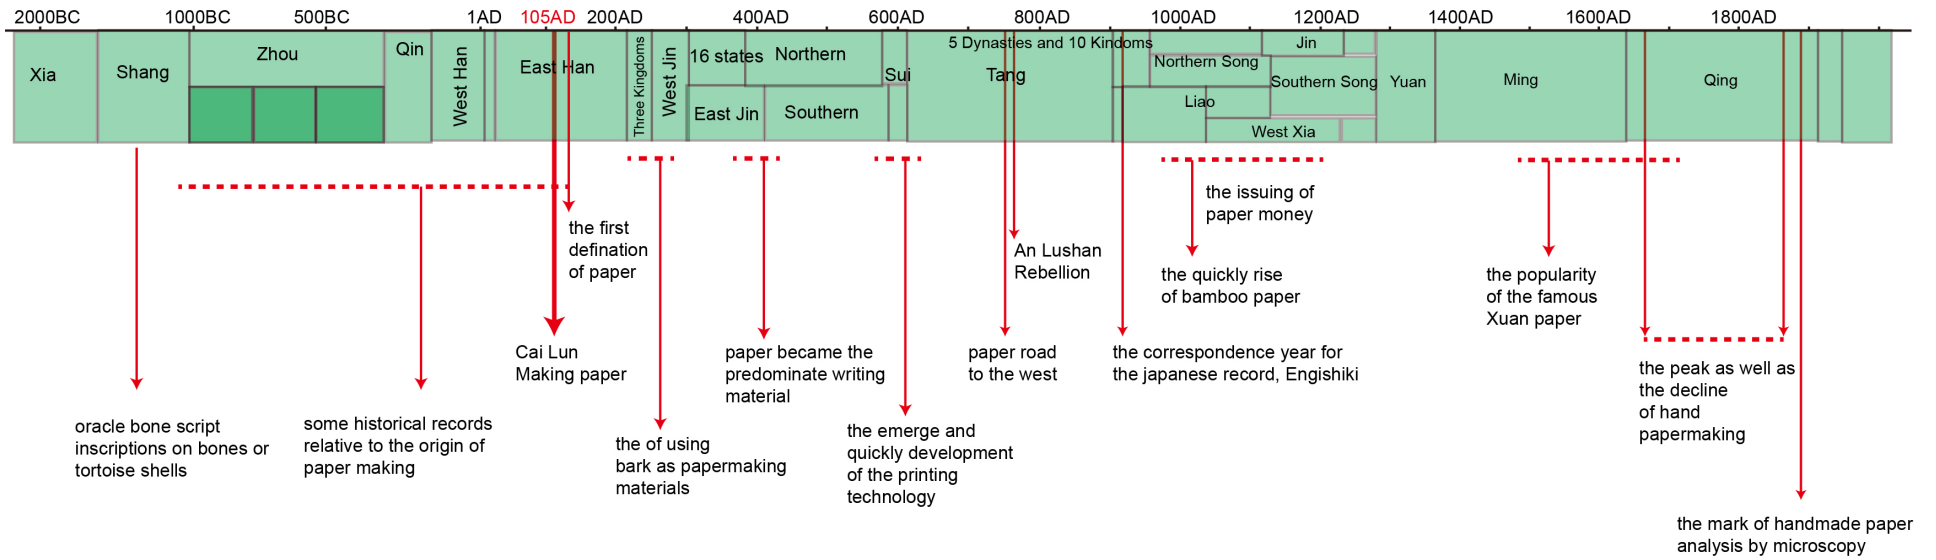 2000BC 1000BC 500BC 1AD 105AD 200AD 400AD 600AD 800AD 1000AD 1200AD 1400AD 1600AD 1800AD
Xia
Shang
Zhou
Qin
West Han
East Han
Three Kingdoms
West Jin
16 states
Northern
East Jin
Southern
Sui
Tang
5 Dynasties and 10 Kindoms
Northern Song
Liao
Jin
Southern Song
West Xia
Yuan
Ming
Qing
oracle bone script
inscriptions on bones or
tortoise shells
some historical records
relative to the origin of
paper making
Cai Lun
Making paper
the first
defination
of paper
the of using
bark as papermaking
materials
paper became the
predominate writing
material
the emerge and
quickly development
of the printing
technology
paper road
to the west
An Lushan
Rebellion
the correspondence year for
the japanese record, Engishiki
the issuing of
paper money
the quickly rise
of bamboo paper
the popularity
of the famous
Xuan paper
the peak as well as
the decline
of hand
papermaking
the mark of handmade paper
analysis by microscopy